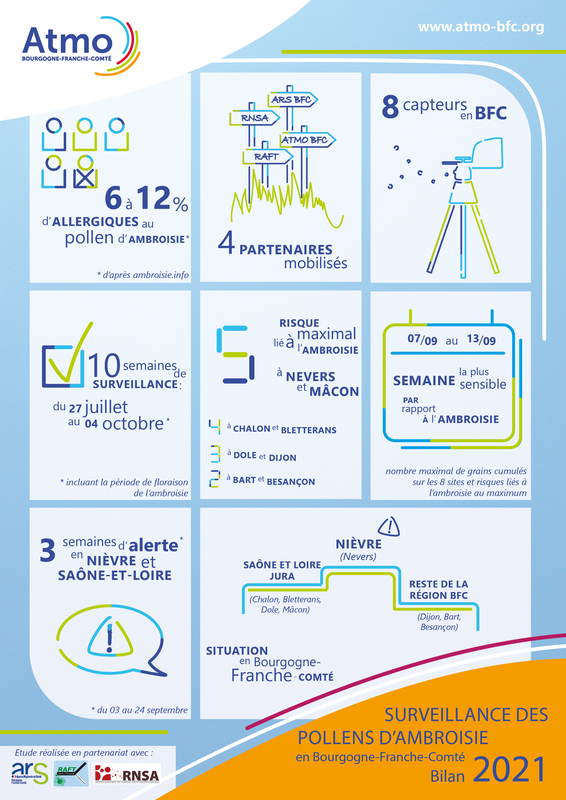 Atmo
BOURGOGNE-FRANCHE-COMTÉ
www.atmo-bfc.org
6 à 12%
d'ALLERGIQUES au
pollen d'AMBROISIE*
* d'après ambroisie.info
ARS BFC
RNSA
ATMO BFC
RAFT
4 PARTENAIRES
mobilisés
8 capteurs
en BFC
10 semaines
de
SURVEILLANCE:
du 27 juillet
au 04 octobre*
* incluant la période de floraison
de l'ambroisie
5
RISQUE
maximal
lié à l'AMBROISIE
à NEVERS
et MÂCON
4 à CHALON et BLETTERANS
3 à DOLE et DIJON
2 à BART et BESANÇON
07/09 au 13/09
SEMAINE la plus
sensible
PAR
rapport
À l'AMBROISIE
nombre maximal de grains cumulés
sur les 8 sites et risques liés à
l'ambroisie au maximum
3 semaines d'alerte*
en NIÈVRE et
SAÔNE-ET-LOIRE
!
* du 03 au 24 septembre
!
NIÈVRE
(Nevers)
SAÔNE ET LOIRE
JURA
(Chalon, Bletterans,
Dole, Mâcon)
RESTE DE LA
RÉGION BFC
(Dijon, Bart,
Besançon)
SITUATION
en Bourgogne-
Franche-COMTÉ
SURVEILLANCE DES
POLLENS D'AMBROISIE
en Bourgogne-Franche-Comté
Bilan 2021
Etude réalisée en partenariat avec :
ars
RAFT
RNSA